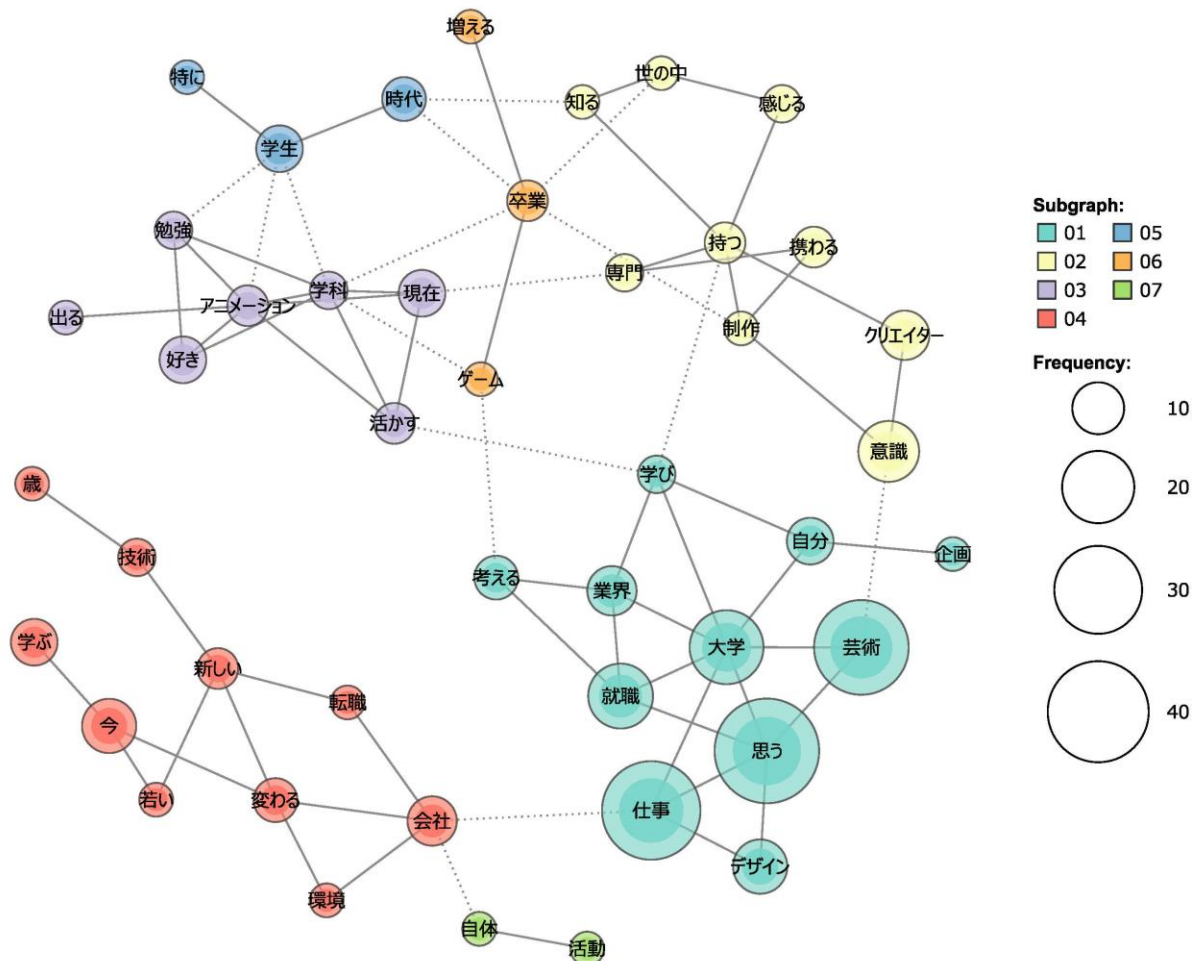 増える
特に
時代
知る
世の中
感じる
学生
卒業
勉強
持つ
携わる
専門
アニメーション
学科
現在
出る
制作
クリエイター
好き
ゲーム
活かす
意識
学び
歳
技術
自分
企画
考える
業界
学ぶ
新しい
大学
芸術
転職
就職
今
思う
若い
変わる
会社
仕事
デザイン
環境
自体
活動
Subgraph:
01 05
02 06
03 07
04
Frequency:
10
20
30
40